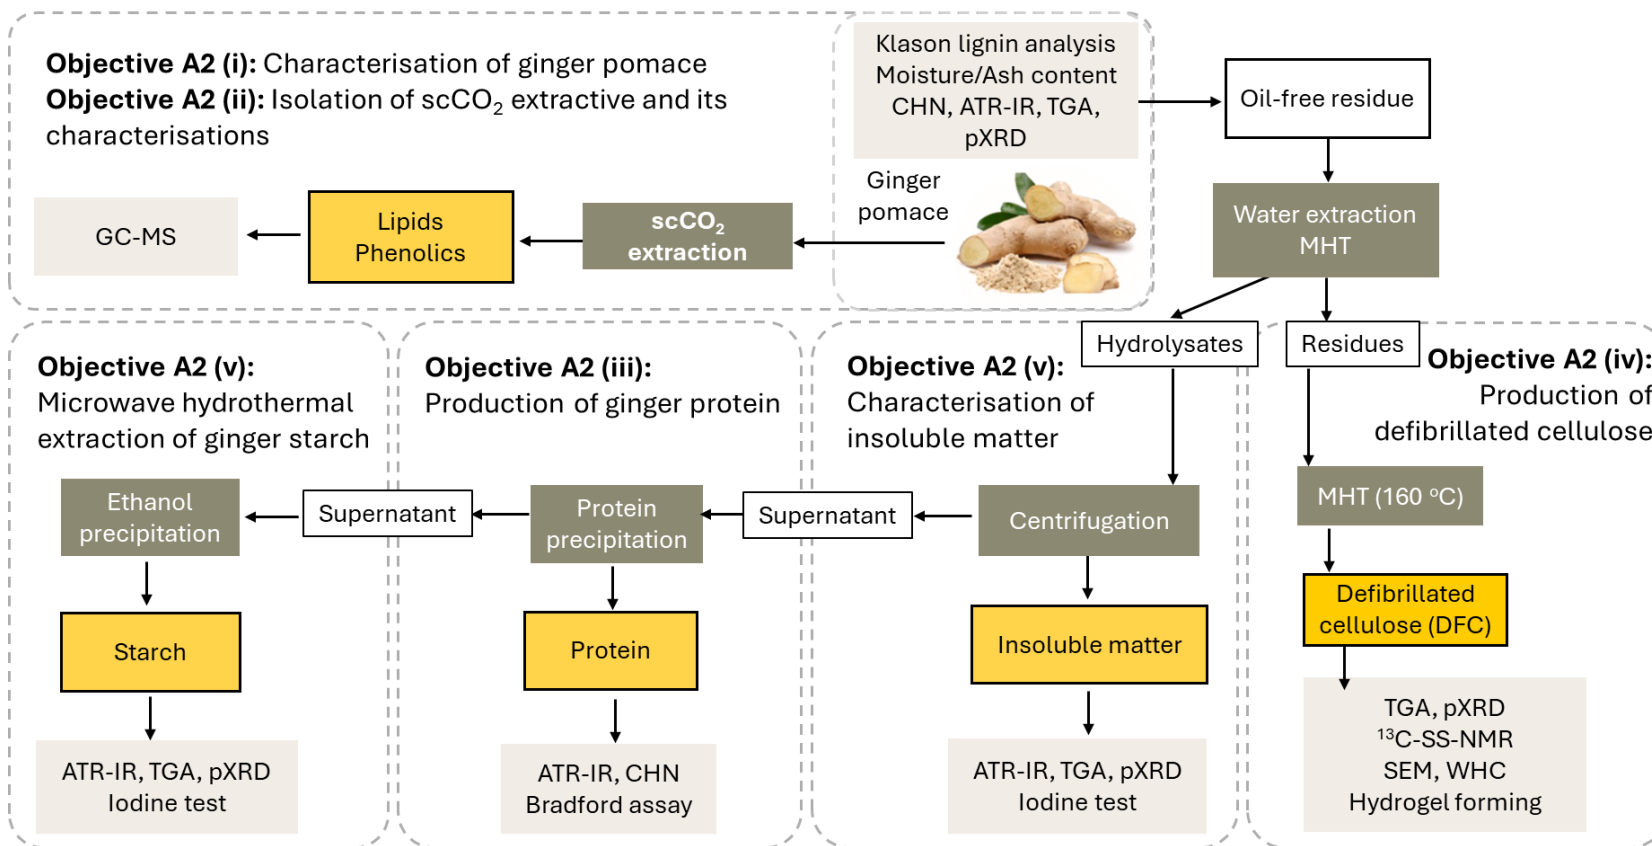 Objective A2 (i): Characterisation of ginger pomace
Objective A2 (ii): Isolation of scCO₂ extractive and its
characterisations
Klason lignin analysis
Moisture/Ash content
CHN, ATR-IR, TGA,
pXRD
Oil-free residue
Ginger
pomace
scCO₂
extraction
Lipids
Phenolics
GC-MS
Water extraction
MHT
Hydrolysates
Residues
Objective A2 (v):
Microwave hydrothermal
extraction of ginger starch
Objective A2 (iii):
Production of ginger protein
Objective A2 (v):
Characterisation of
insoluble matter
Objective A2 (iv):
Production of
defibrillated cellulose
Ethanol
precipitation
Supernatant
Protein
precipitation
Supernatant
Centrifugation
MHT (160 °C)
Starch
Protein
Insoluble matter
Defibrillated
cellulose (DFC)
ATR-IR, TGA, pXRD
Iodine test
ATR-IR, CHN
Bradford assay
ATR-IR, TGA, pXRD
Iodine test
TGA, pXRD
¹³C-SS-NMR
SEM, WHC
Hydrogel forming